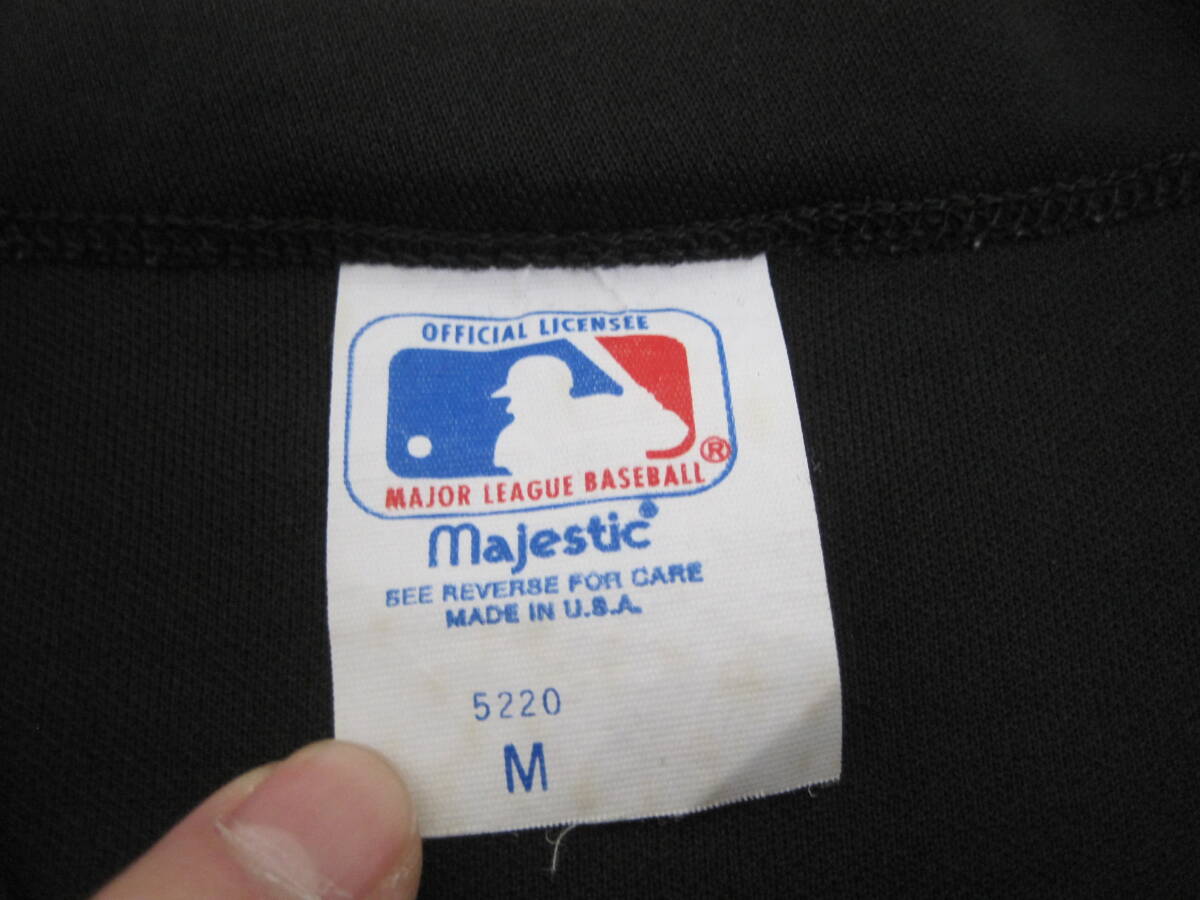 OFFICIAL LICENSEE
MAJOR LEAGUE BASEBALL ®
Majestic®
SEE REVERSE FOR CARE
MADE IN U.S.A.
5220
M